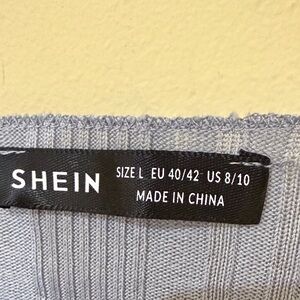 SHEIN
SIZE L EU 40/42 US 8/10
MADE IN CHINA